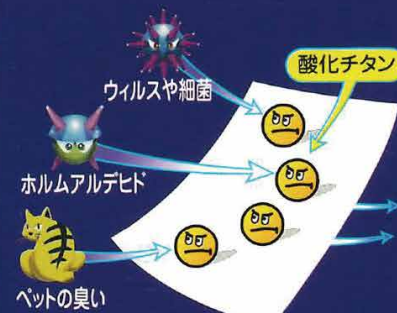 酸化チタン
ウィルスや細菌
ホルムアルデヒド
ペットの臭い